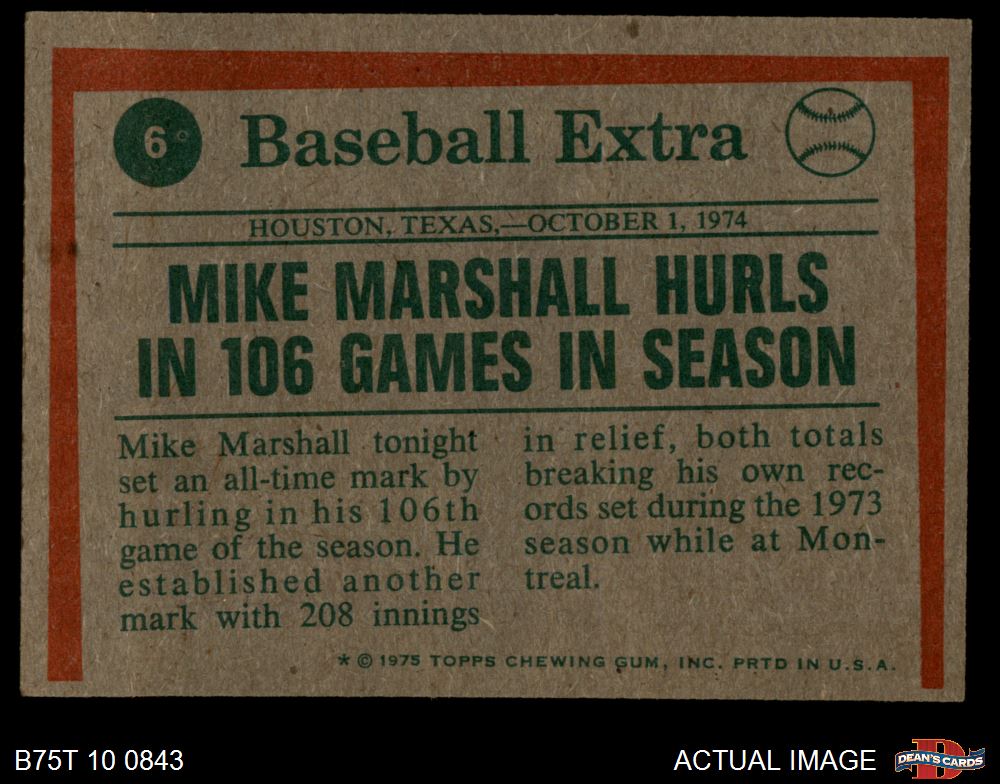 6
Baseball Extra
HOUSTON, TEXAS,—OCTOBER 1, 1974
MIKE MARSHALL HURLS
IN 106 GAMES IN SEASON
Mike Marshall tonight
set an all-time mark by
hurling in his 106th
game of the season. He
established another
mark with 208 innings
in relief, both totals
breaking his own rec-
ords set during the 1973
season while at Mon-
treal.
* © 1975 TOPPS CHEWING GUM, INC. PRTD IN U.S.A.
B75T 10 0843
ACTUAL IMAGE
D
DEAN'S CARDS